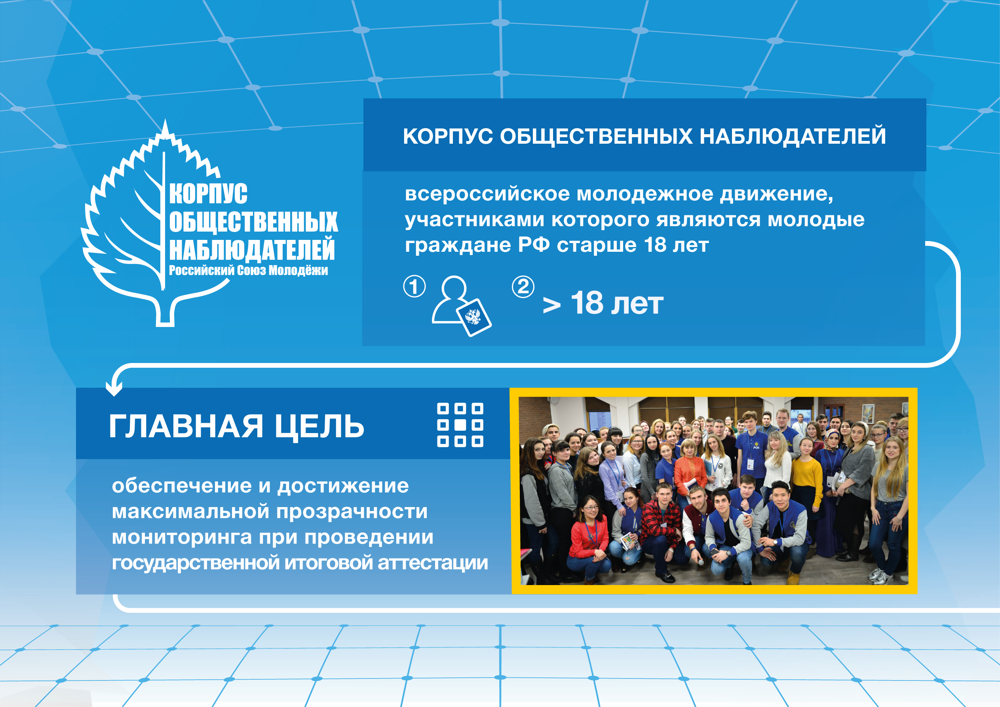 КОРПУС
ОБЩЕСТВЕННЫХ
НАБЛЮДАТЕЛЕЙ
Российский Союз Молодёжи
КОРПУС ОБЩЕСТВЕННЫХ НАБЛЮДАТЕЛЕЙ
всероссийское молодежное движение,
участниками которого являются молодые
граждане РФ старше 18 лет
1
2
> 18 лет
ГЛАВНАЯ ЦЕЛЬ
обеспечение и достижение
максимальной прозрачности
мониторинга при проведении
государственной итоговой аттестации
РСМ